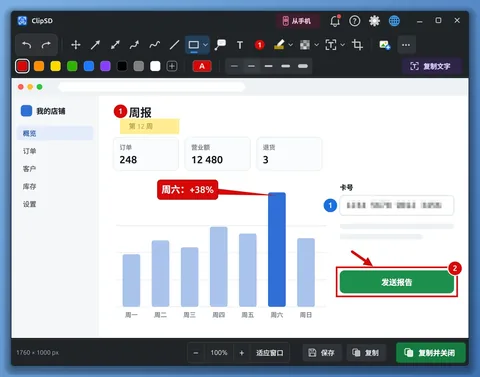 ClipSD
从手机
T
1
T
A
复制文字
我的店铺
概览
订单
客户
库存
设置
1
周报
第 12 周
订单
248
营业额
12 480
退货
3
周六：+38%
周一
周二
周三
周四
周五
周六
周日
卡号
1
2
发送报告
1760 × 1000 px
− 100% +
适应窗口
保存
复制
复制并关闭